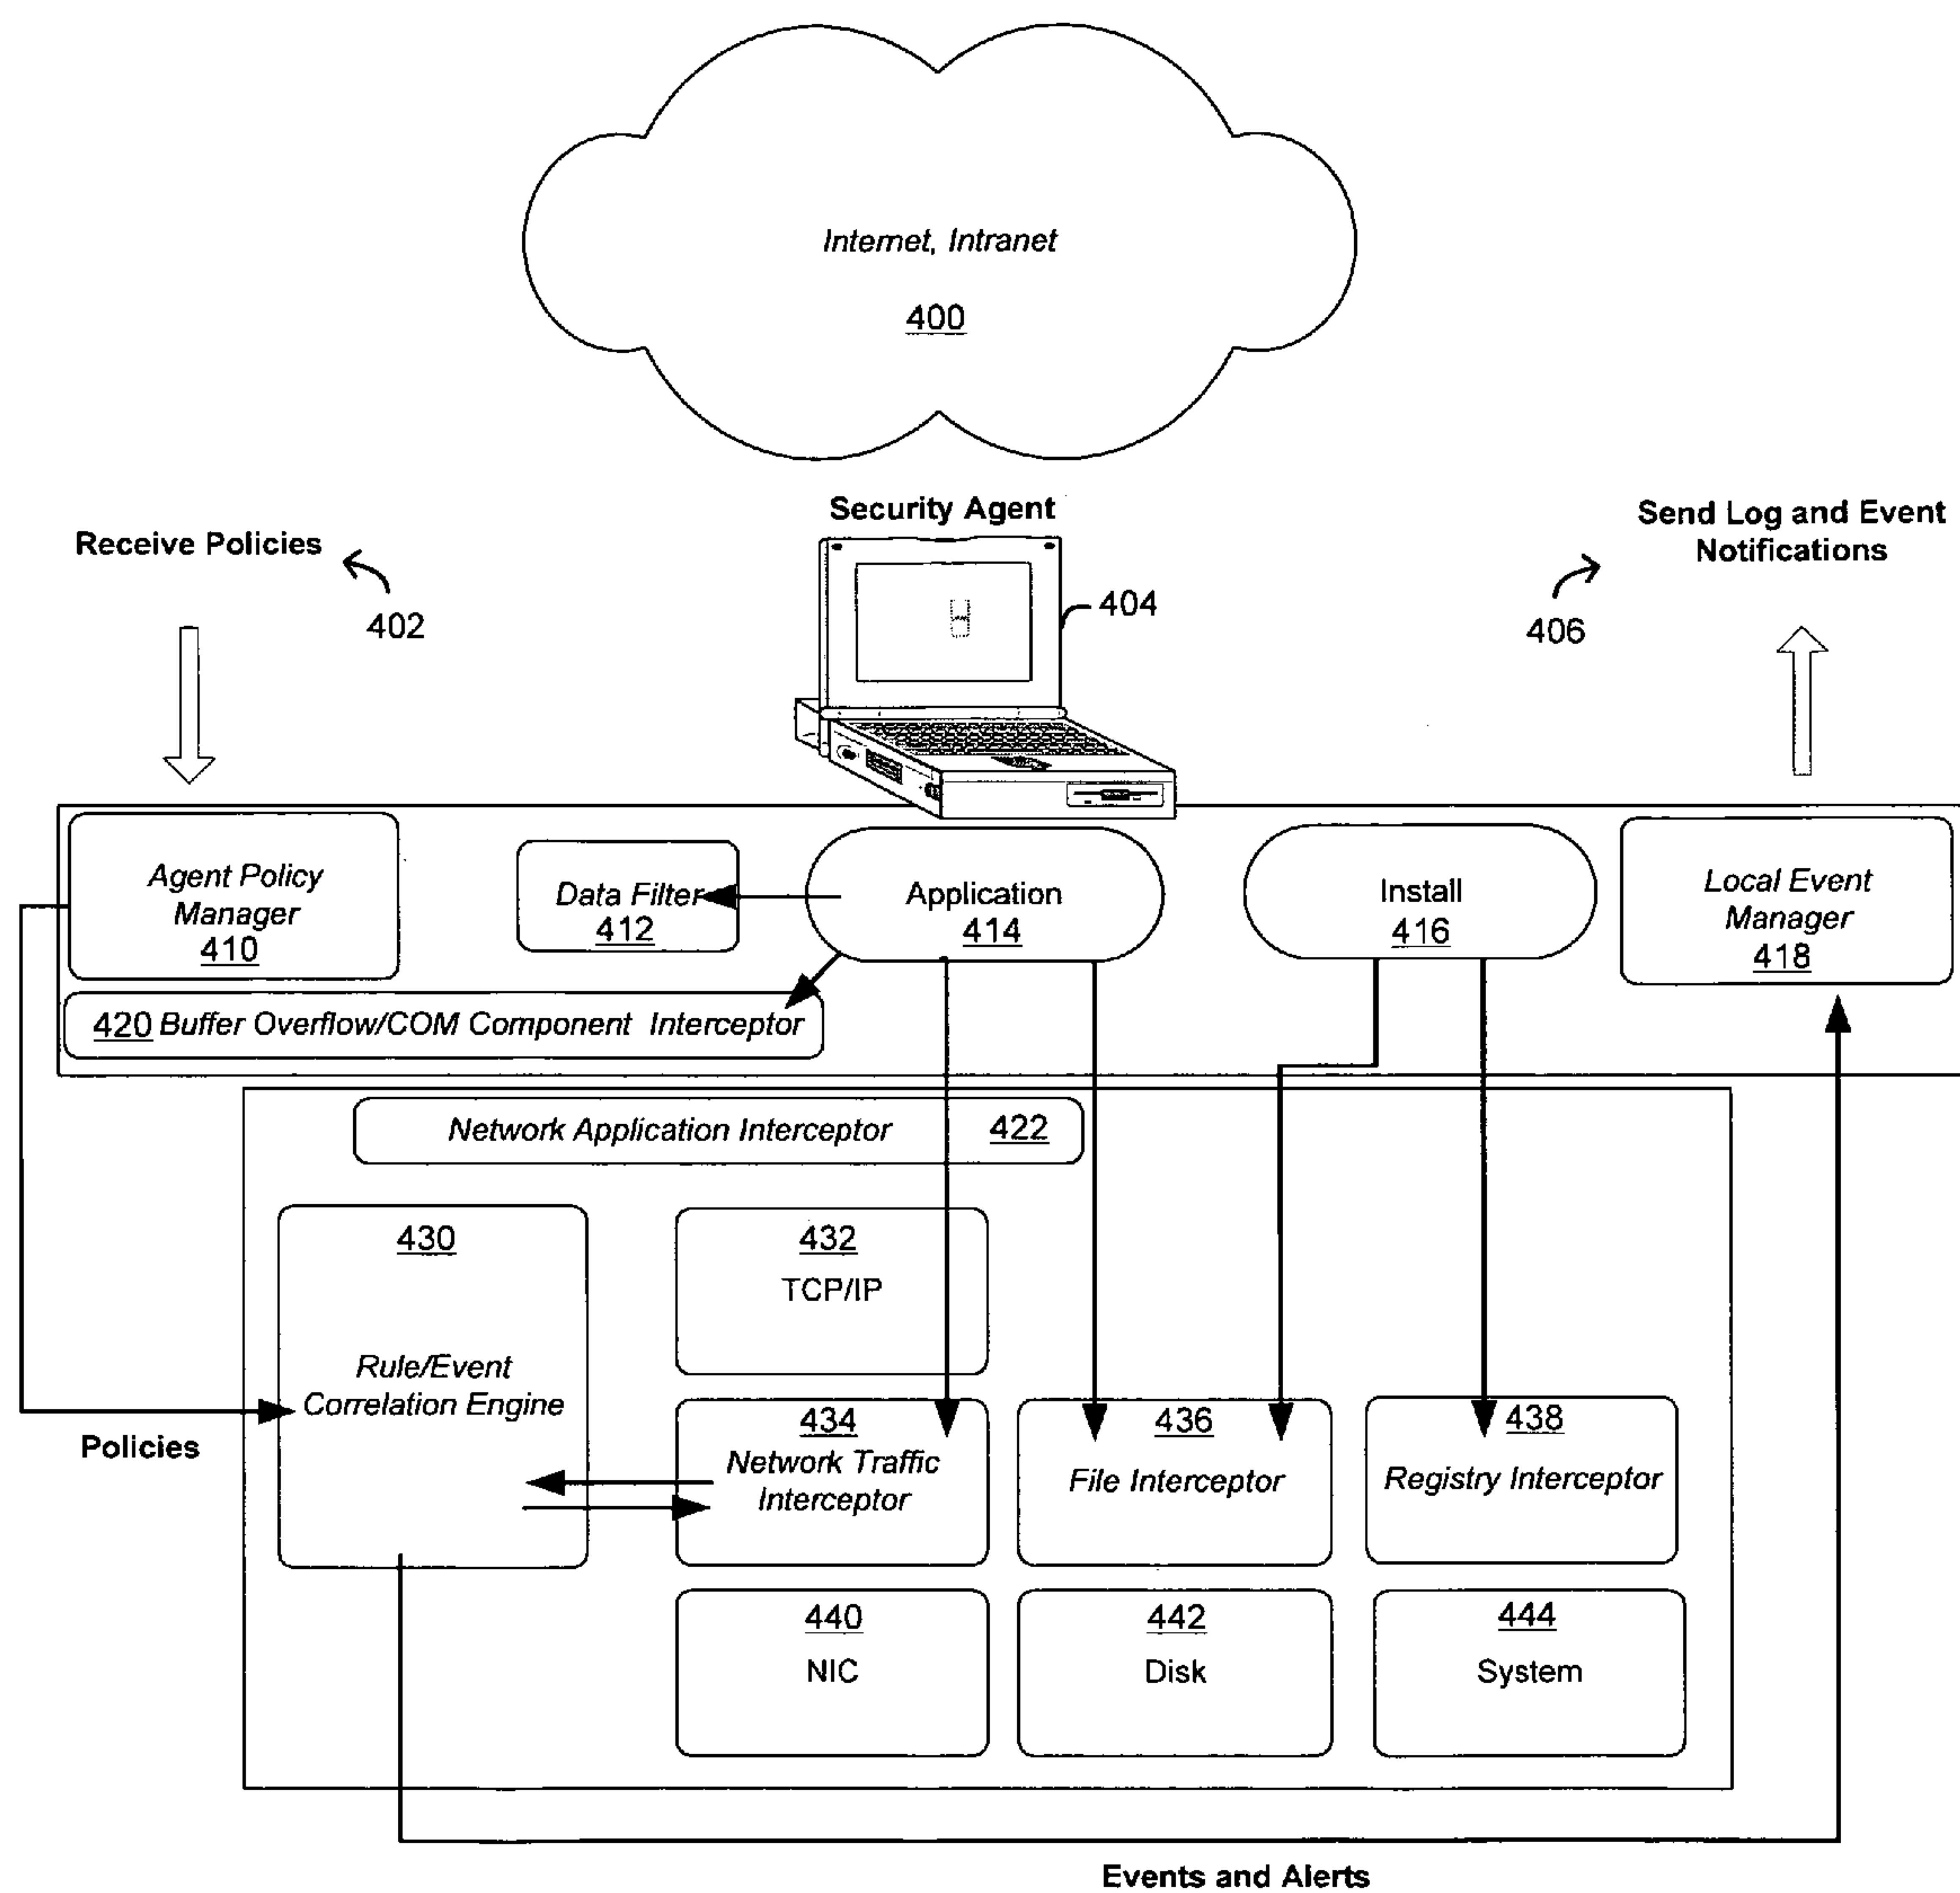 Internet, Intranet
400
Security Agent
Receive Policies
402
404
Send Log and Event
Notifications
406
Agent Policy
Manager
410
Data Filter
412
Application
414
Install
416
Local Event
Manager
418
420 Buffer Overflow/COM Component Interceptor
Network Application Interceptor 422
430
Rule/Event
Correlation Engine
432
TCP/IP
Policies
434
Network Traffic
Interceptor
436
File Interceptor
438
Registry Interceptor
440
NIC
442
Disk
444
System
Events and Alerts